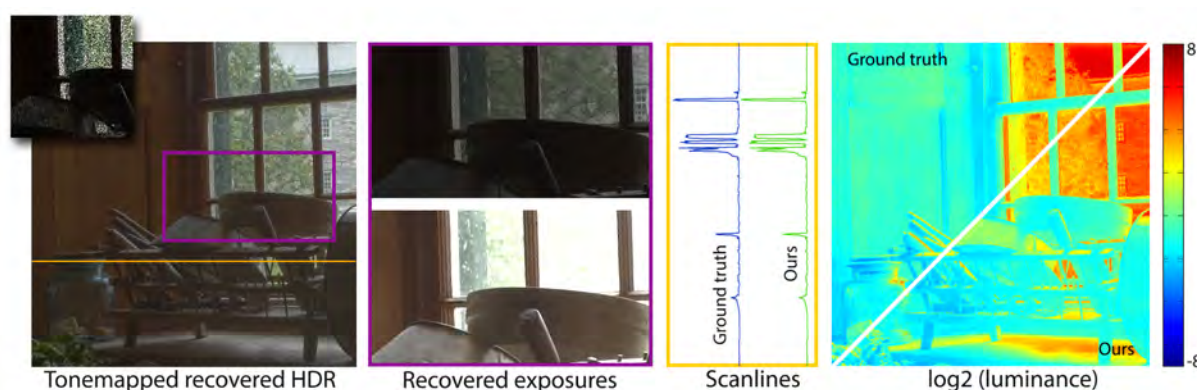 Ground truth
8
Ground truth
Ours
Ours
-8
Tonemapped recovered HDR
Recovered exposures
Scanlines
log2 (luminance)